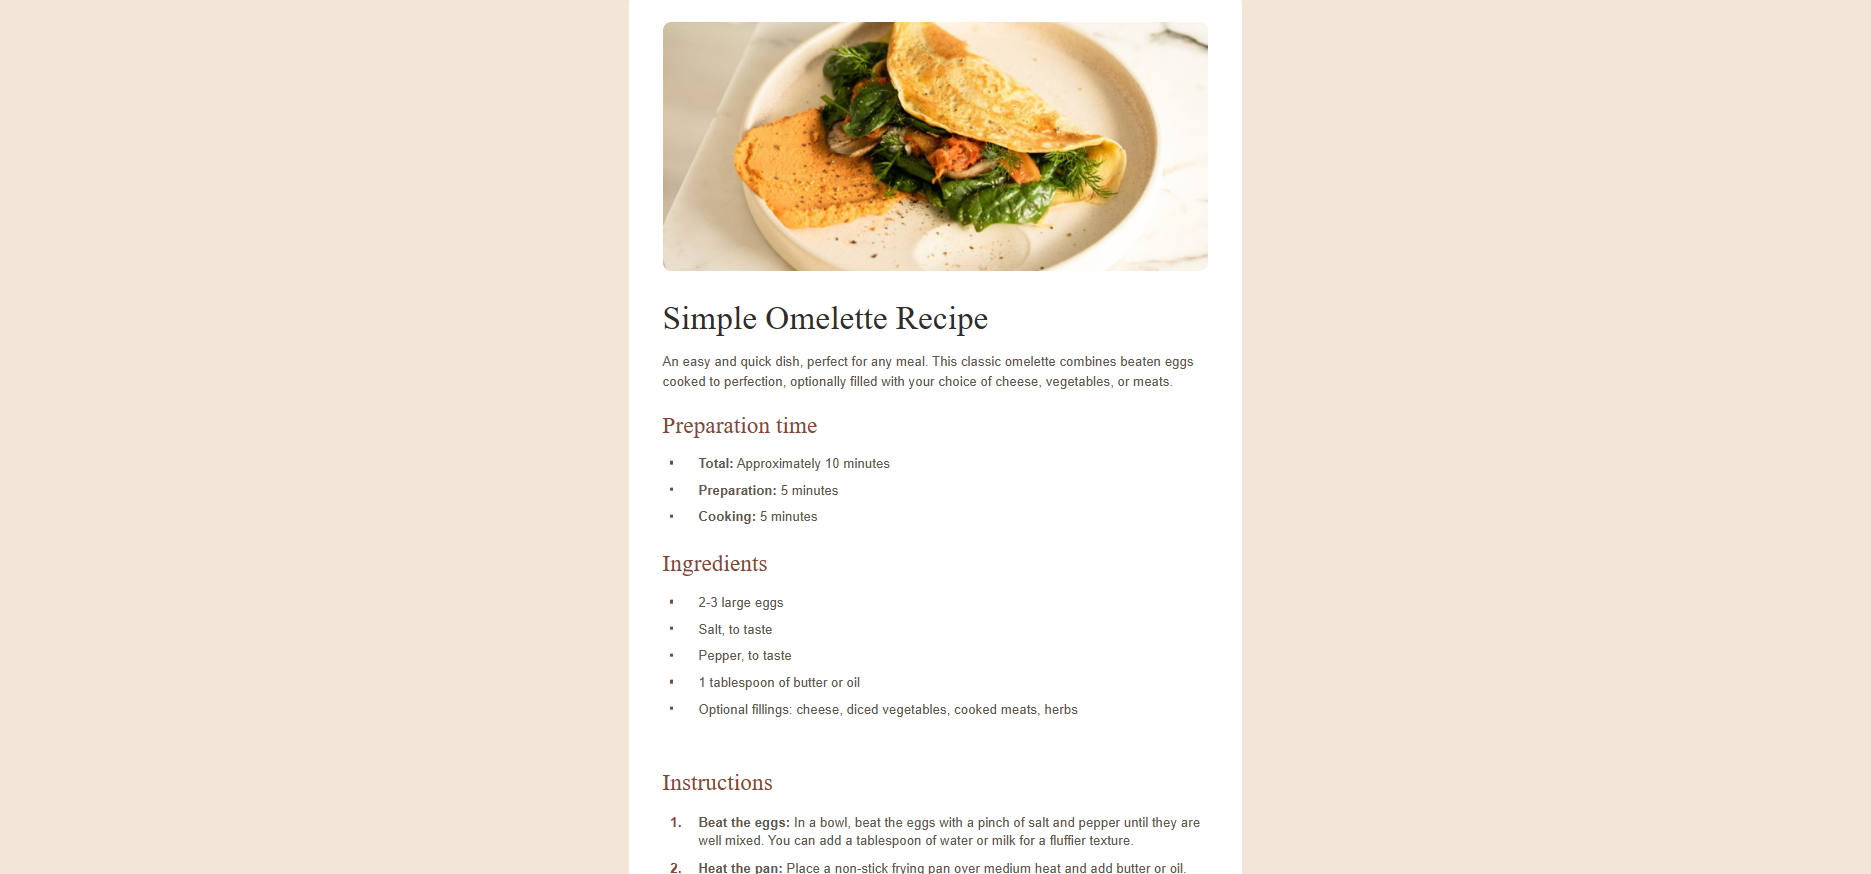 Simple Omelette Recipe
An easy and quick dish, perfect for any meal. This classic omelette combines beaten eggs
cooked to perfection, optionally filled with your choice of cheese, vegetables, or meats.
Preparation time
Total: Approximately 10 minutes
Preparation: 5 minutes
Cooking: 5 minutes
Ingredients
2-3 large eggs
Salt, to taste
Pepper, to taste
1 tablespoon of butter or oil
Optional fillings: cheese, diced vegetables, cooked meats, herbs
Instructions
1. Beat the eggs: In a bowl, beat the eggs with a pinch of salt and pepper until they are
well mixed. You can add a tablespoon of water or milk for a fluffier texture.
2. Heat the pan: Place a non-stick frying pan over medium heat and add butter or oil.